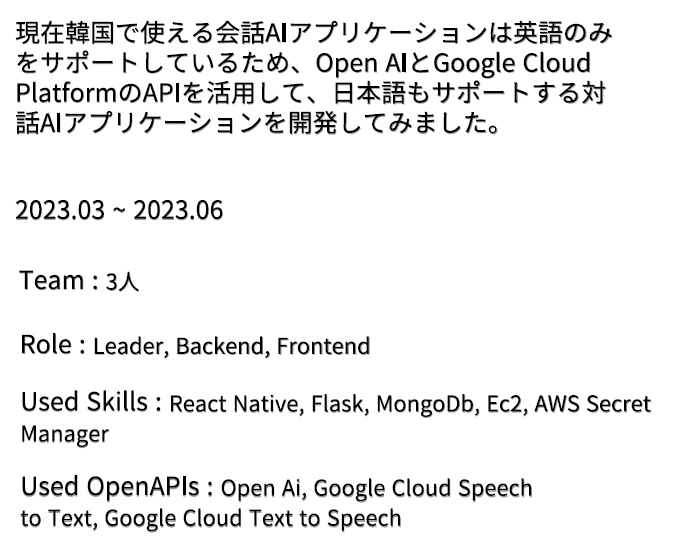 現在韓国で使える会話AIアプリケーションは英語のみ
をサポートしているため、Open AIとGoogle Cloud
PlatformのAPIを活用して、日本語もサポートする対
話AIアプリケーションを開発してみました。
2023.03 ~ 2023.06
Team : 3人
Role : Leader, Backend, Frontend
Used Skills : React Native, Flask, MongoDb, Ec2, AWS Secret
Manager
Used OpenAPIs : Open Ai, Google Cloud Speech
to Text, Google Cloud Text to Speech